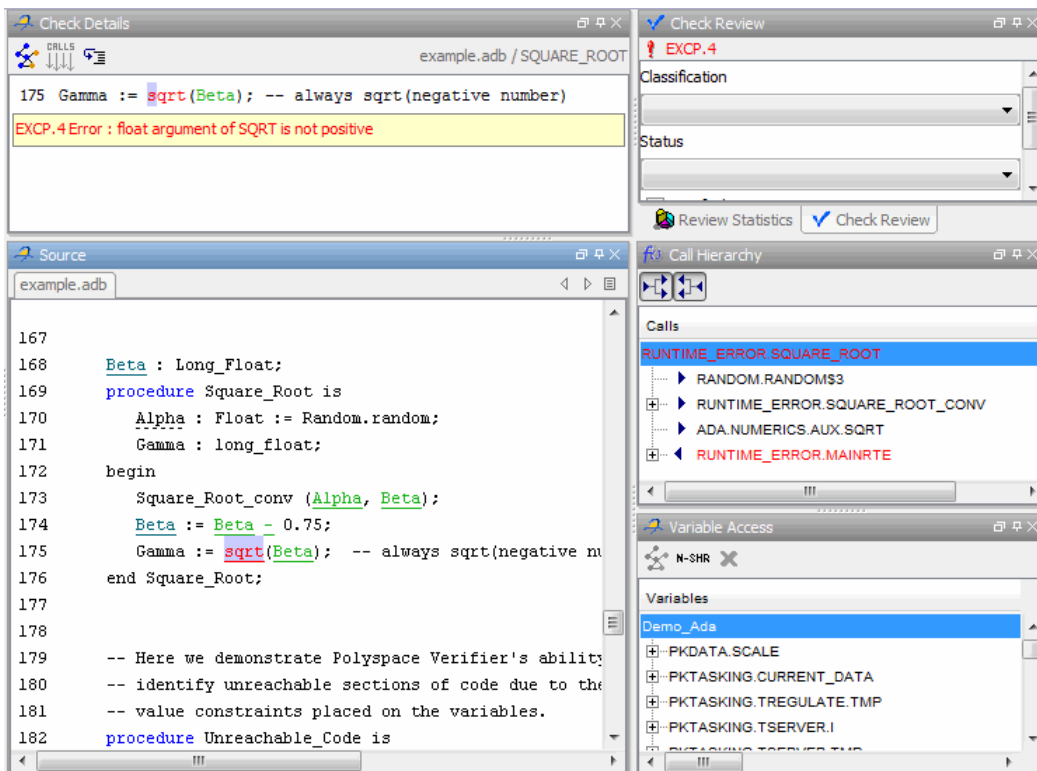 Check Details
CALLS
example.adb / SQUARE_ROOT
175 Gamma := sqrt(Beta); -- always sqrt(negative number)
EXCP.4 Error : float argument of SQRT is not positive
Check Review
EXCP.4
Classification
Status
Review Statistics
Check Review
Source
example.adb
167
168 Beta : Long_Float;
169 procedure Square_Root is
170 Alpha : Float := Random.random;
171 Gamma : long_float;
172 begin
173 Square_Root_conv (Alpha, Beta);
174 Beta := Beta - 0.75;
175 Gamma := sqrt(Beta); -- always sqrt(negative nu
176 end Square_Root;
177
178
179 -- Here we demonstrate Polyspace Verifier's ability
180 -- identify unreachable sections of code due to the
181 -- value constraints placed on the variables.
182 procedure Unreachable_Code is
Call Hierarchy
Calls
RUNTIME_ERROR.SQUARE_ROOT
RANDOM.RANDOM$3
RUNTIME_ERROR.SQUARE_ROOT_CONV
ADA.NUMERICS.AUX.SQRT
RUNTIME_ERROR.MAINRTE
Variable Access
N-SHR
Variables
Demo_Ada
PKDATA.SCALE
PKTASKING.CURRENT_DATA
PKTASKING.TREGULATE.TMP
PKTASKING.TSERVER.I